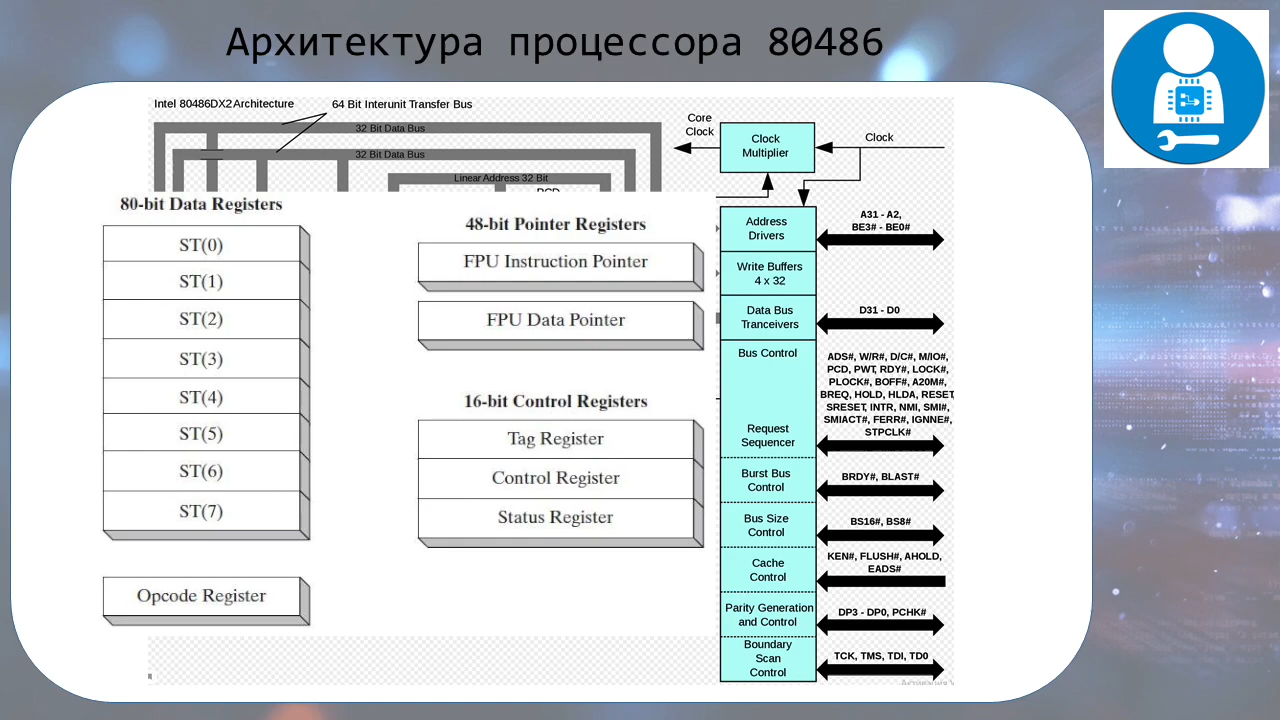 Архитектура процессора 80486
Intel 80486DX2 Architecture
64 Bit Interunit Transfer Bus
32 Bit Data Bus
32 Bit Data Bus
Linear Address 32 Bit
Core
Clock
Clock
Multiplier
Clock
80-bit Data Registers
ST(0)
ST(1)
ST(2)
ST(3)
ST(4)
ST(5)
ST(6)
ST(7)
Opcode Register
48-bit Pointer Registers
FPU Instruction Pointer
FPU Data Pointer
16-bit Control Registers
Tag Register
Control Register
Status Register
Address
Drivers
A31 - A2,
BE3# - BE0#
Write Buffers
4 x 32
Data Bus
Tranceivers
D31 - D0
Bus Control
Request
Sequencer
ADS#, W/R#, D/C#, M/IO#,
PCD, PWT, RDY#, LOCK#,
PLOCK#, BOFF#, A20M#,
BREQ, HOLD, HLDA, RESET
SRESET, INTR, NMI, SMI#,
SMIACT#, FERR#, IGNNE#,
STPCLK#
Burst Bus
Control
BRDY#, BLAST#
Bus Size
Control
BS16#, BS8#
Cache
Control
KEN#, FLUSH#, AHOLD,
EADS#
Parity Generation
and Control
DP3 - DP0, PCHK#
Boundary
Scan
Control
TCK, TMS, TDI, TD0